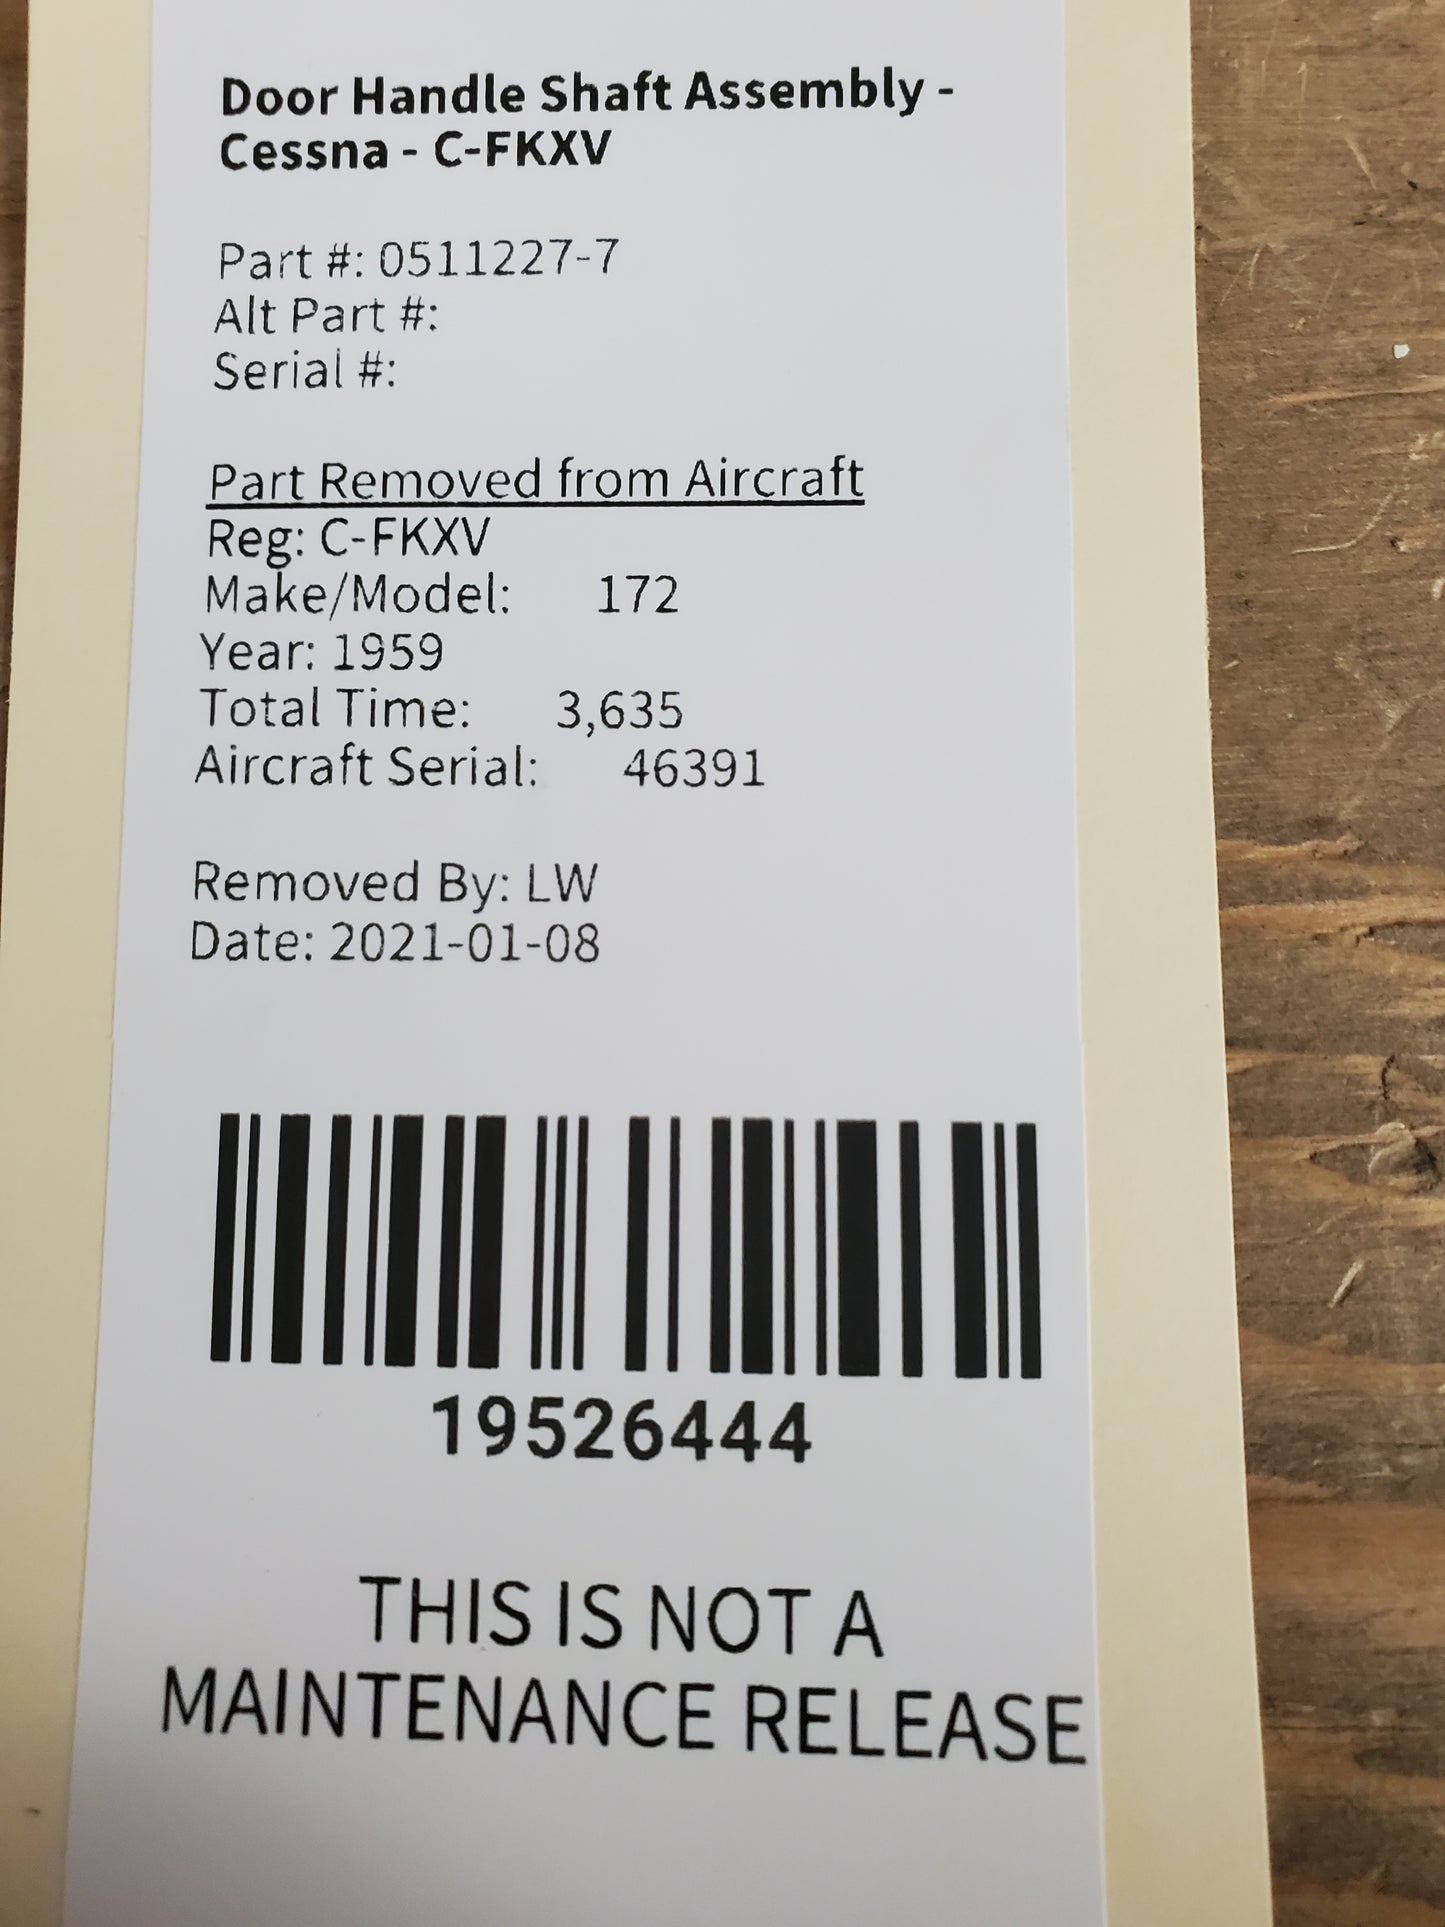 Door Handle Shaft Assembly -
Cessna - C-FKXV
Part #: 0511227-7
Alt Part #:
Serial #:
Part Removed from Aircraft
Reg: C-FKXV
Make/Model: 172
Year: 1959
Total Time: 3,635
Aircraft Serial: 46391
Removed By: LW
Date: 2021-01-08
19526444
THIS IS NOT A
MAINTENANCE RELEASE